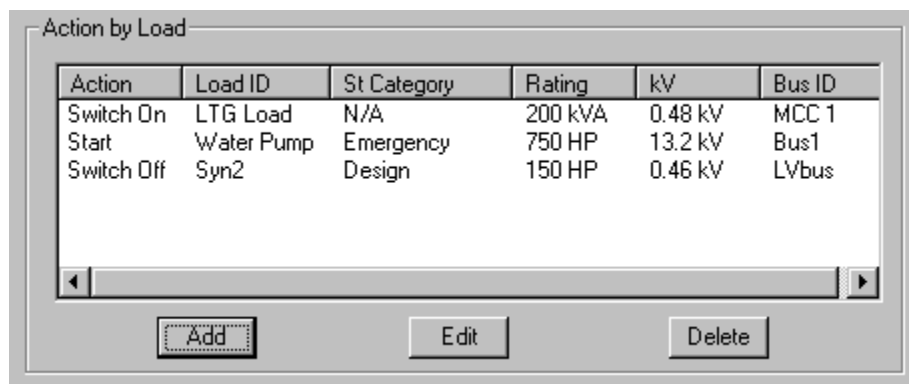 Action by Load
Action Load ID St Category Rating kV Bus ID
Switch On LTG Load N/A 200 kVA 0.48 kV MCC 1
Start Water Pump Emergency 750 HP 13.2 kV Bus1
Switch Off Syn2 Design 150 HP 0.46 kV LVbus
Add Edit Delete